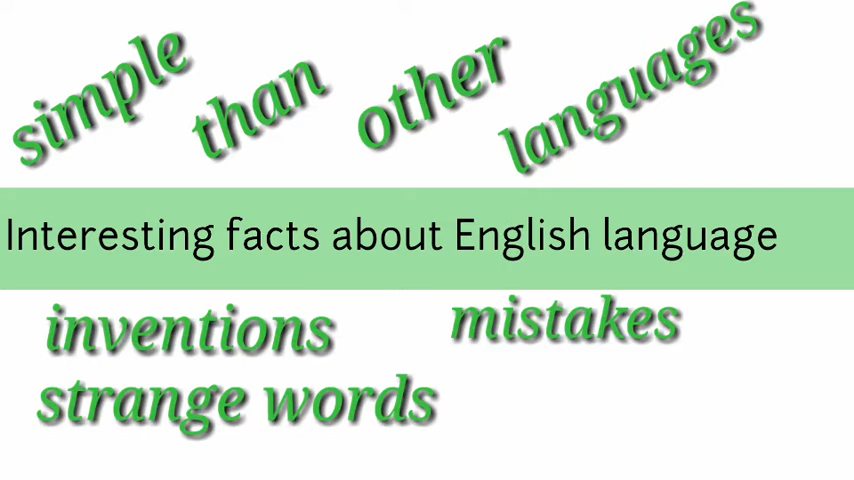 simple than other languages
Interesting facts about English language
inventions mistakes
strange words